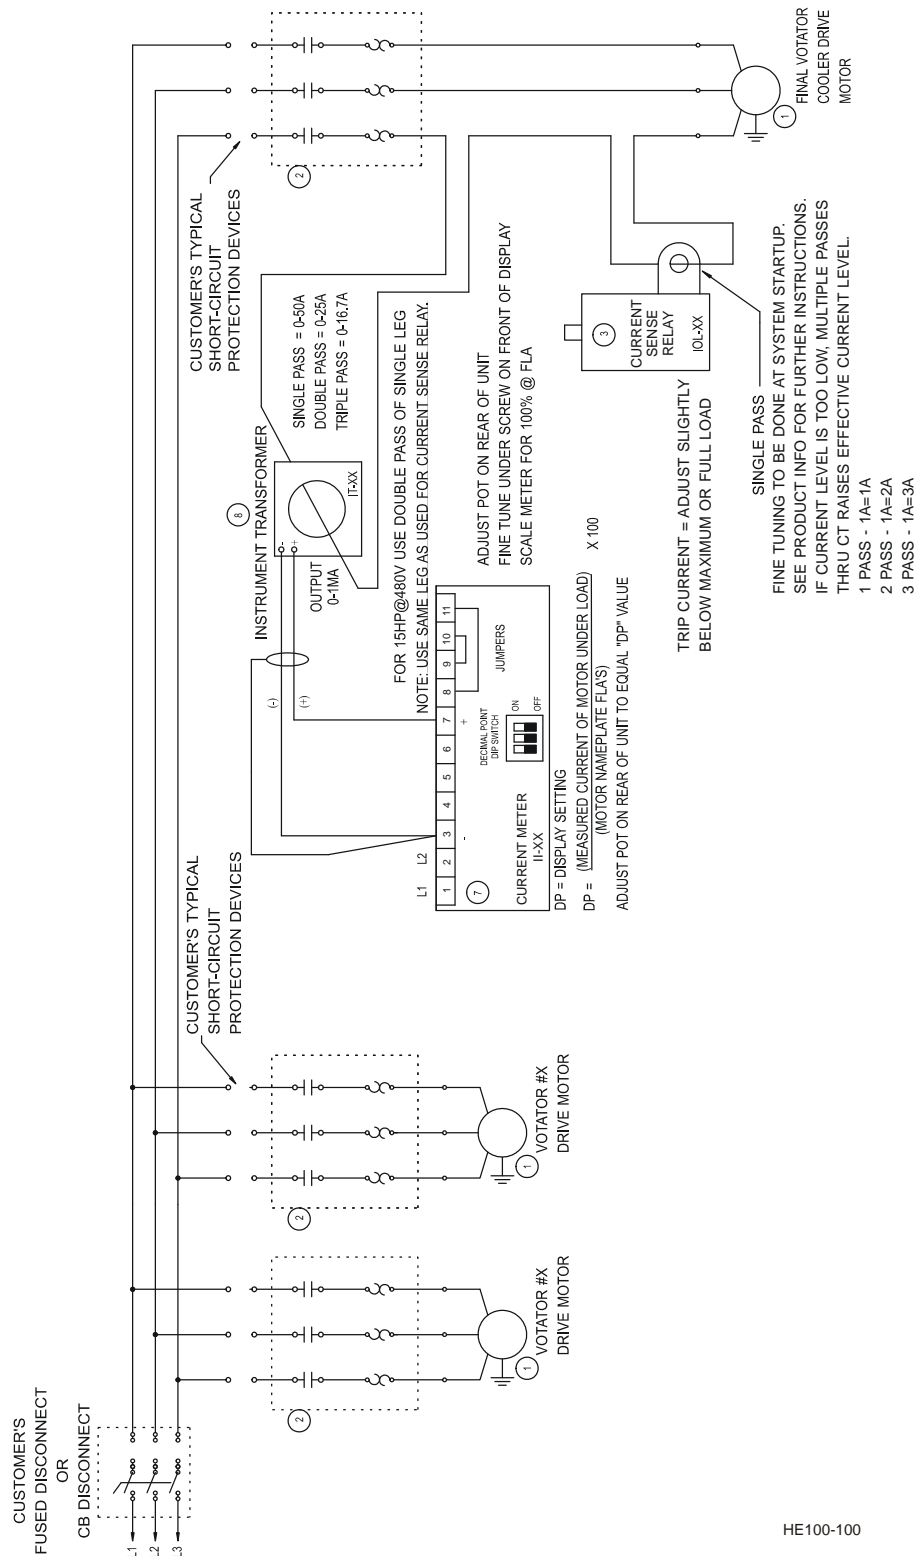 CUSTOMER'S
FUSED DISCONNECT
OR
CB DISCONNECT
L1
L2
L3
2
1
VOTATOR #X
DRIVE MOTOR
2
1
VOTATOR #X
DRIVE MOTOR
CUSTOMER'S TYPICAL
SHORT-CIRCUIT
PROTECTION DEVICES
L1 L2
1 2 3 4 5 6 7 8 9 10 11
- +
7
CURRENT METER
II-XX
DECIMAL POINT
DIP SWITCH
ON
OFF
JUMPERS
DP = DISPLAY SETTING
DP = (MEASURED CURRENT OF MOTOR UNDER LOAD) X 100
(MOTOR NAMEPLATE FLA'S)
ADJUST POT ON REAR OF UNIT TO EQUAL "DP" VALUE
(-)
(+)
8
INSTRUMENT TRANSFORMER
-
+
IT-XX
OUTPUT
0-1MA
SINGLE PASS = 0-50A
DOUBLE PASS = 0-25A
TRIPLE PASS = 0-16.7A
FOR 15HP@480V USE DOUBLE PASS OF SINGLE LEG
NOTE: USE SAME LEG AS USED FOR CURRENT SENSE RELAY.
ADJUST POT ON REAR OF UNIT
FINE TUNE UNDER SCREW ON FRONT OF DISPLAY
SCALE METER FOR 100% @ FLA
CUSTOMER'S TYPICAL
SHORT-CIRCUIT
PROTECTION DEVICES
2
1
FINAL VOTATOR
COOLER DRIVE
MOTOR
3
CURRENT
SENSE
RELAY
IOL-XX
TRIP CURRENT = ADJUST SLIGHTLY
BELOW MAXIMUM OR FULL LOAD
SINGLE PASS
FINE TUNING TO BE DONE AT SYSTEM STARTUP.
SEE PRODUCT INFO FOR FURTHER INSTRUCTIONS.
IF CURRENT LEVEL IS TOO LOW, MULTIPLE PASSES
THRU CT RAISES EFFECTIVE CURRENT LEVEL.
1 PASS - 1A=1A
2 PASS - 1A=2A
3 PASS - 1A=3A
HE100-100